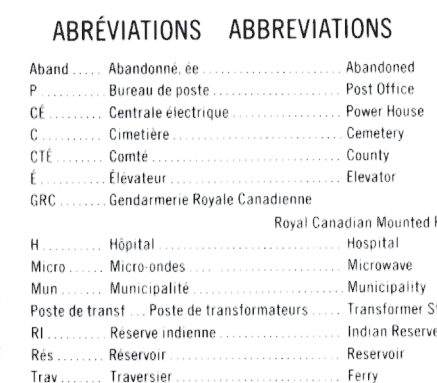 ABRÉVIATIONS ABBREVIATIONS
Aband ..... Abandonné, ée ..................... Abandoned
P .......... Bureau de poste ..................... Post Office
CÉ ......... Centrale électrique ................. Power House
C .......... Cimetière ........................... Cemetery
CTÉ ........ Comté ............................... County
É .......... Élévateur ........................... Elevator
GRC ........ Gendarmerie Royale Canadienne
Royal Canadian Mounted
H .......... Hôpital ............................. Hospital
Micro ...... Micro-ondes ......................... Microwave
Mun ....... Municipalité ........................ Municipality
Poste de transf ... Poste de transformateurs ..... Transformer
RI ......... Réserve indienne .................... Indian Reserve
Rés ........ Réservoir ........................... Reservoir
Trav ....... Traversier .......................... Ferry